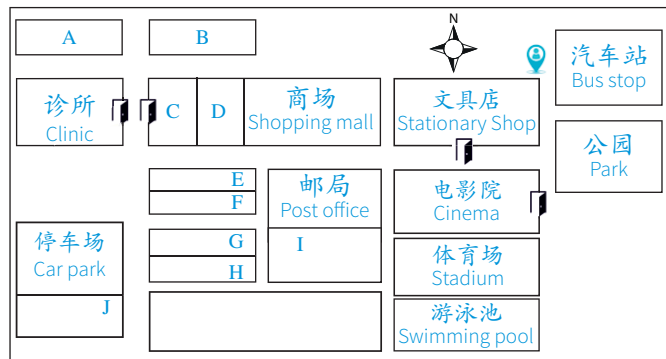 A
B
N
诊所
Clinic
C
D
商场
Shopping mall
文具店
Stationary Shop
汽车站
Bus stop
公园
Park
E
F
邮局
Post office
电影院
Cinema
停车场
Car park
G
H
I
体育场
Stadium
J
游泳池
Swimming pool